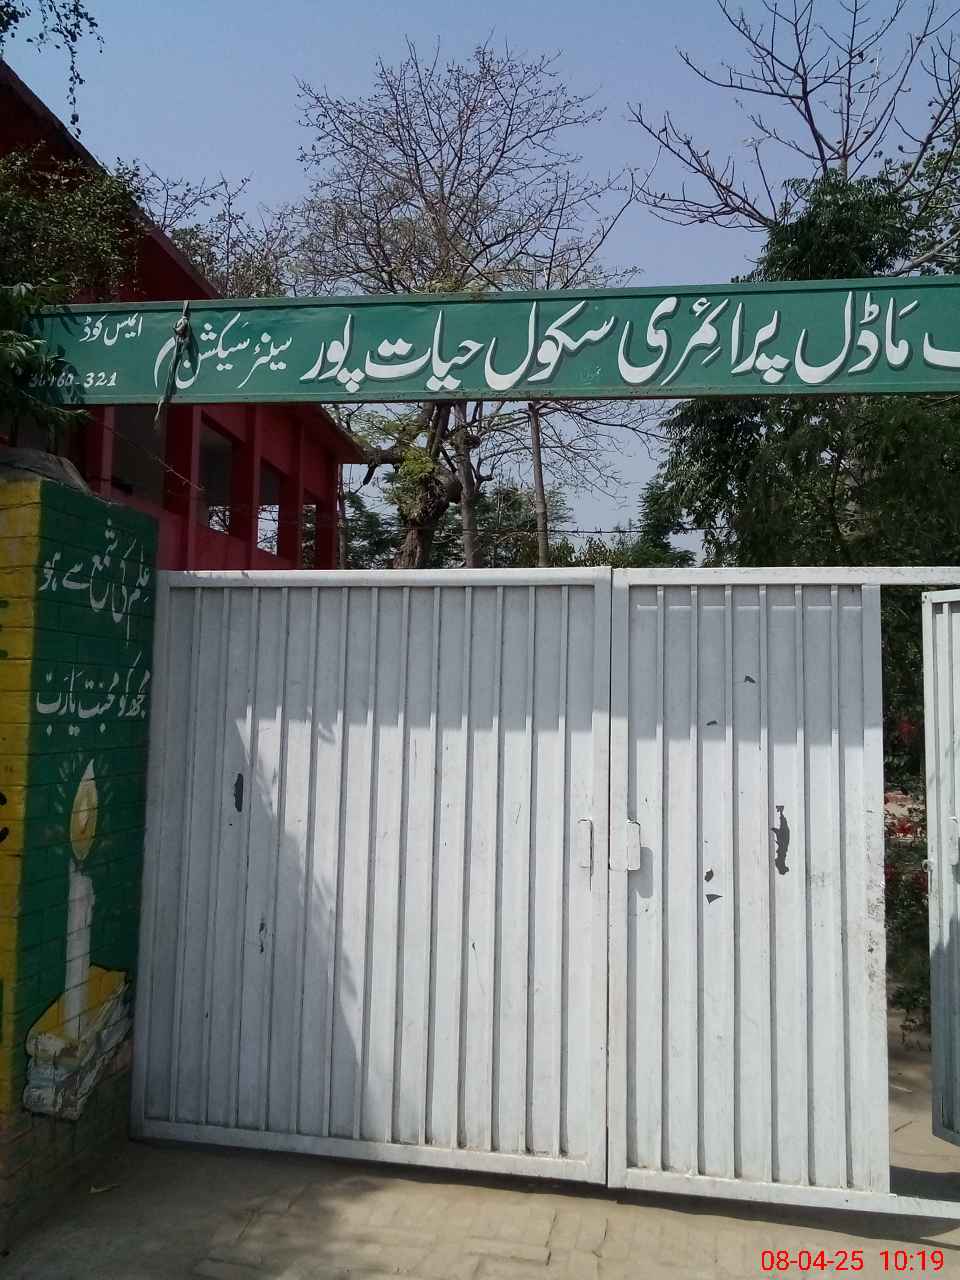 ماڈل پرائمری سکول حیات پور سینئر سیکشن
ایمیس کوڈ
علم کی شمع سے ہو
مجھ کو محبت یارب
08-04-25 10:19